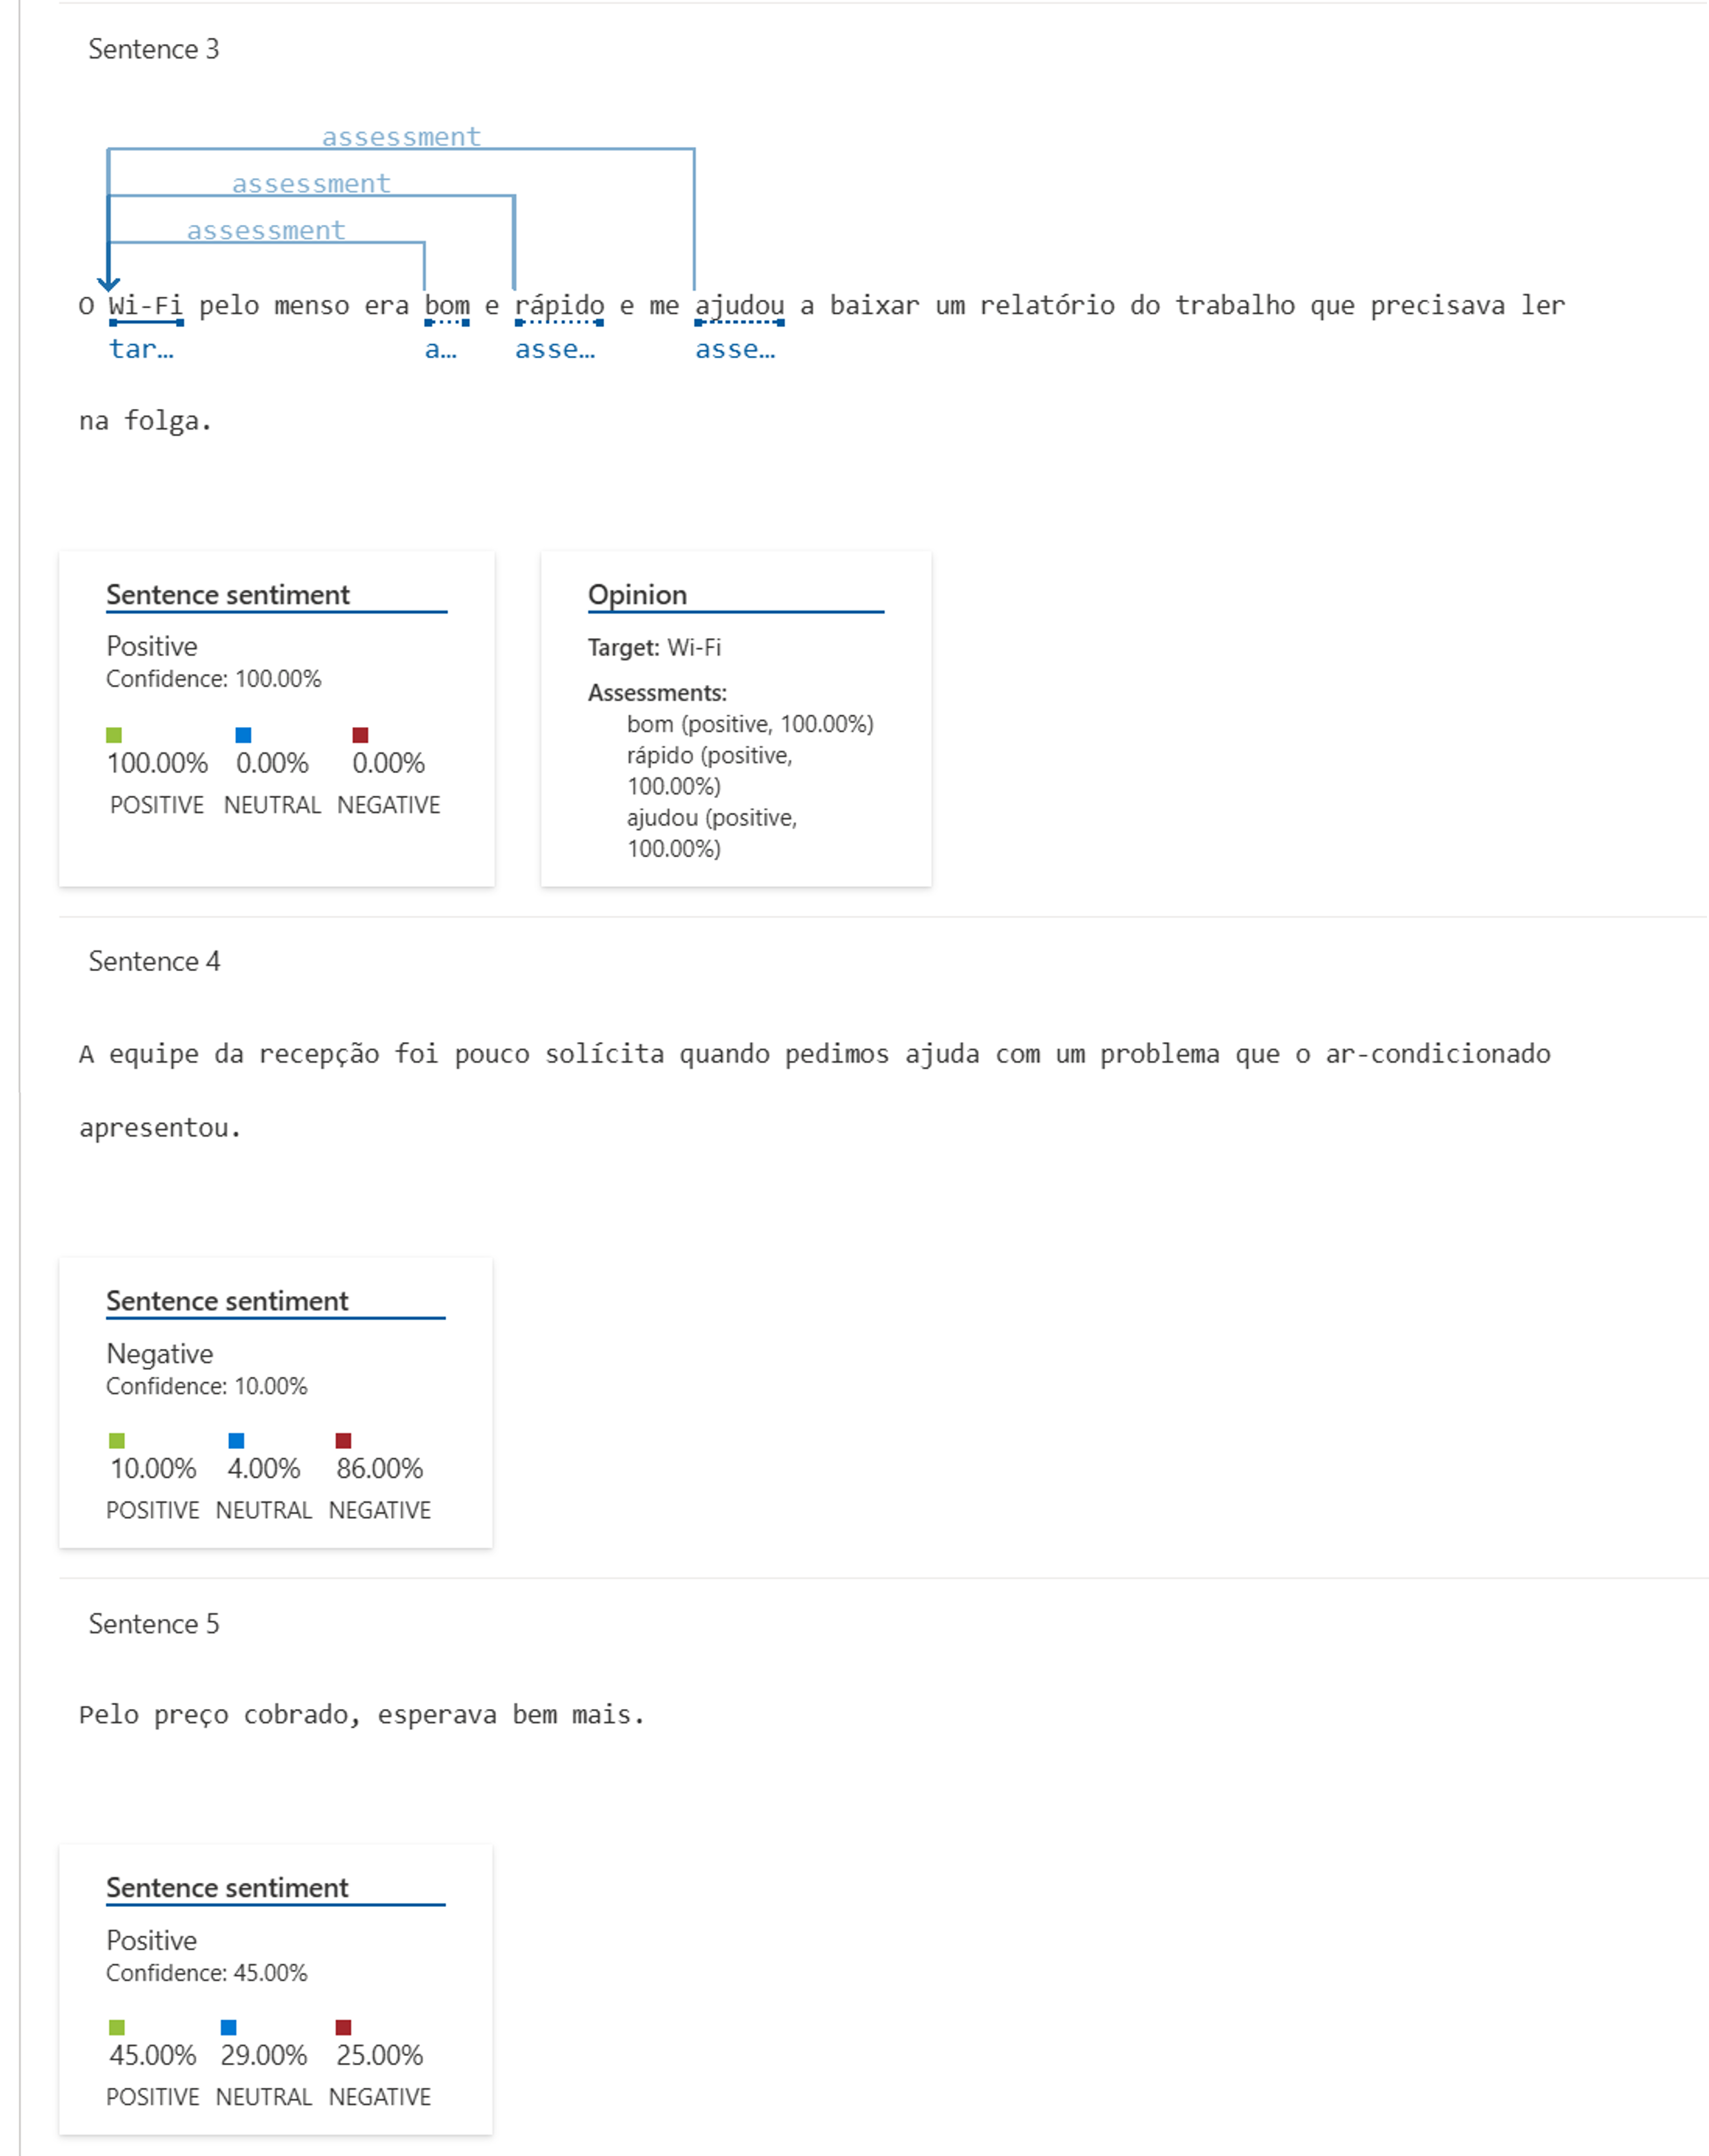 Sentence 3
assessment
assessment
assessment
O Wi-Fi pelo menso era bom e rápido e me ajudou a baixar um relatório do trabalho que precisava ler
tar… a… asse… asse…
na folga.
Sentence sentiment
Positive
Confidence: 100.00%
100.00% 0.00% 0.00%
POSITIVE NEUTRAL NEGATIVE
Opinion
Target: Wi-Fi
Assessments:
bom (positive, 100.00%)
rápido (positive,
100.00%)
ajudou (positive,
100.00%)
Sentence 4
A equipe da recepção foi pouco solícita quando pedimos ajuda com um problema que o ar-condicionado
apresentou.
Sentence sentiment
Negative
Confidence: 10.00%
10.00% 4.00% 86.00%
POSITIVE NEUTRAL NEGATIVE
Sentence 5
Pelo preço cobrado, esperava bem mais.
Sentence sentiment
Positive
Confidence: 45.00%
45.00% 29.00% 25.00%
POSITIVE NEUTRAL NEGATIVE